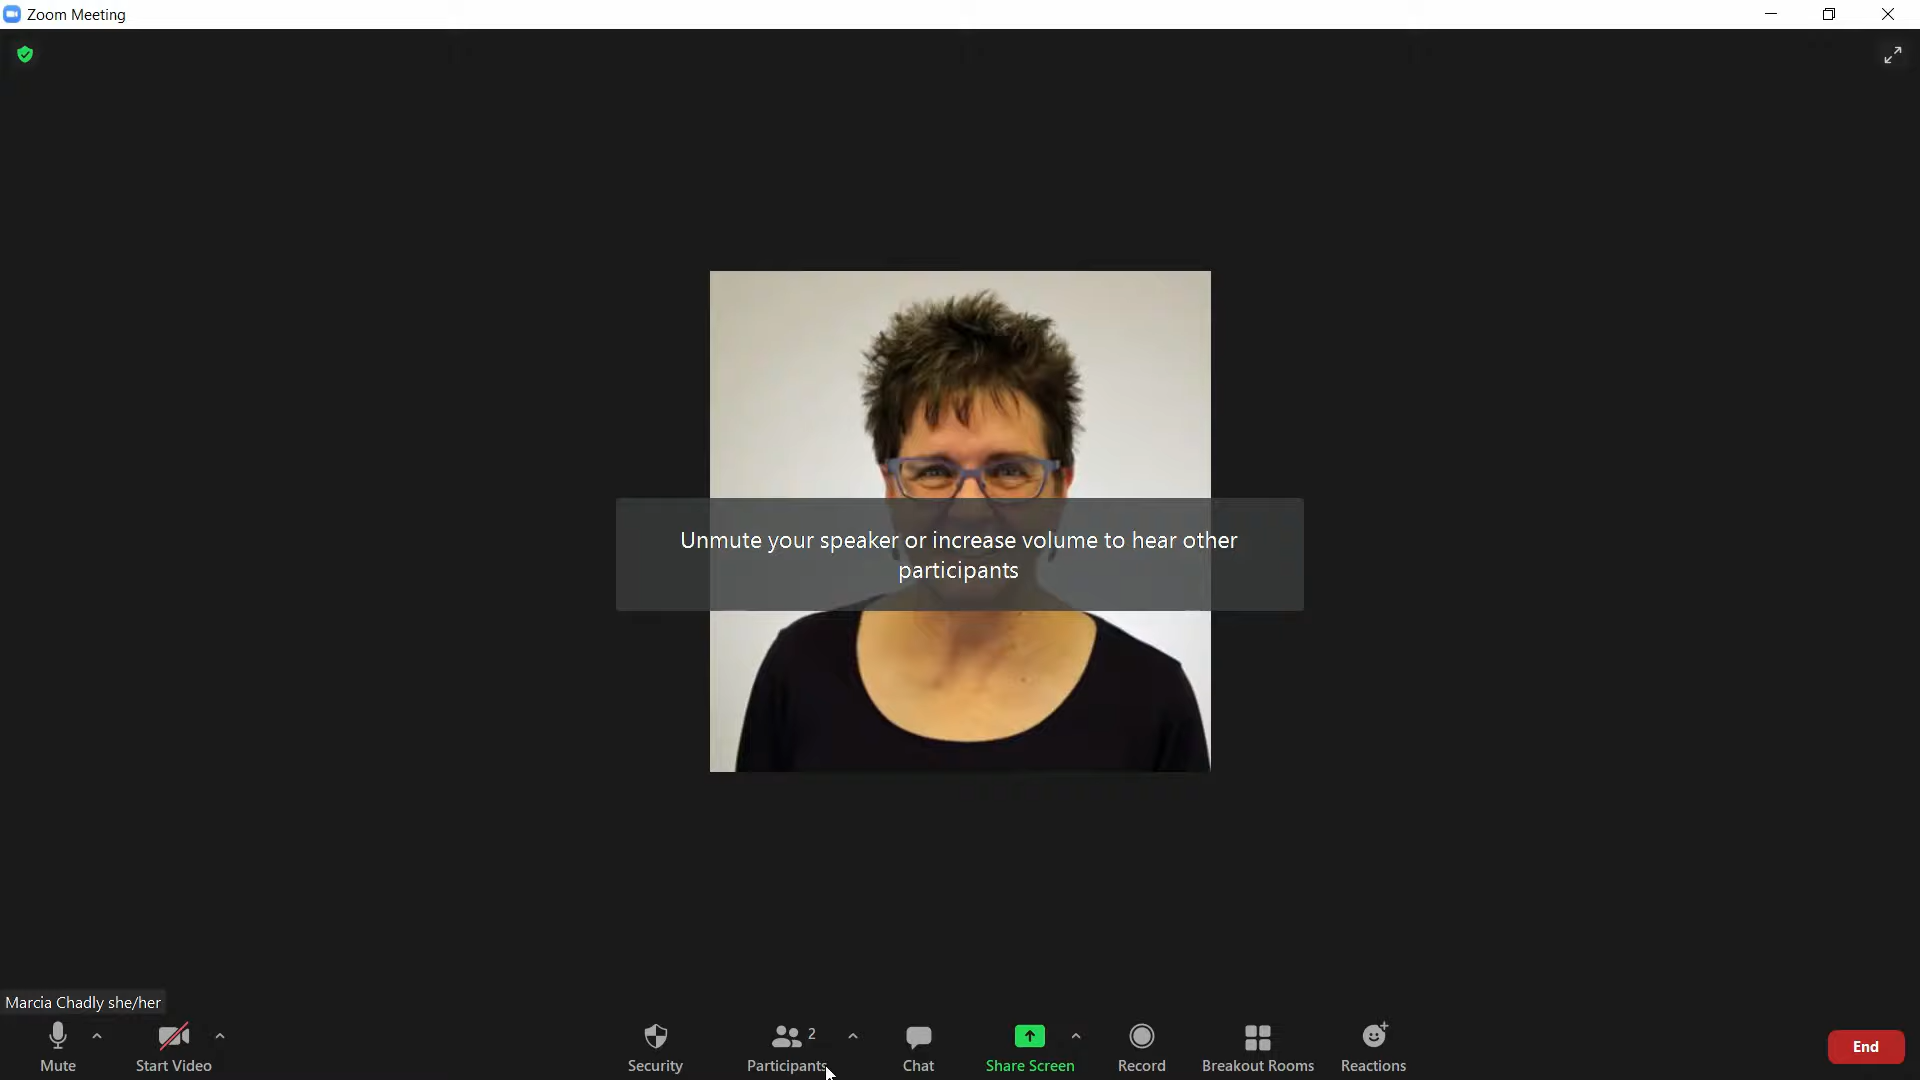 Zoom Meeting
Unmute your speaker or increase volume to hear other
participants
Marcia Chadly she/her
Mute
Start Video
Security
2
Participants
Chat
Share Screen
Record
Breakout Rooms
Reactions
End